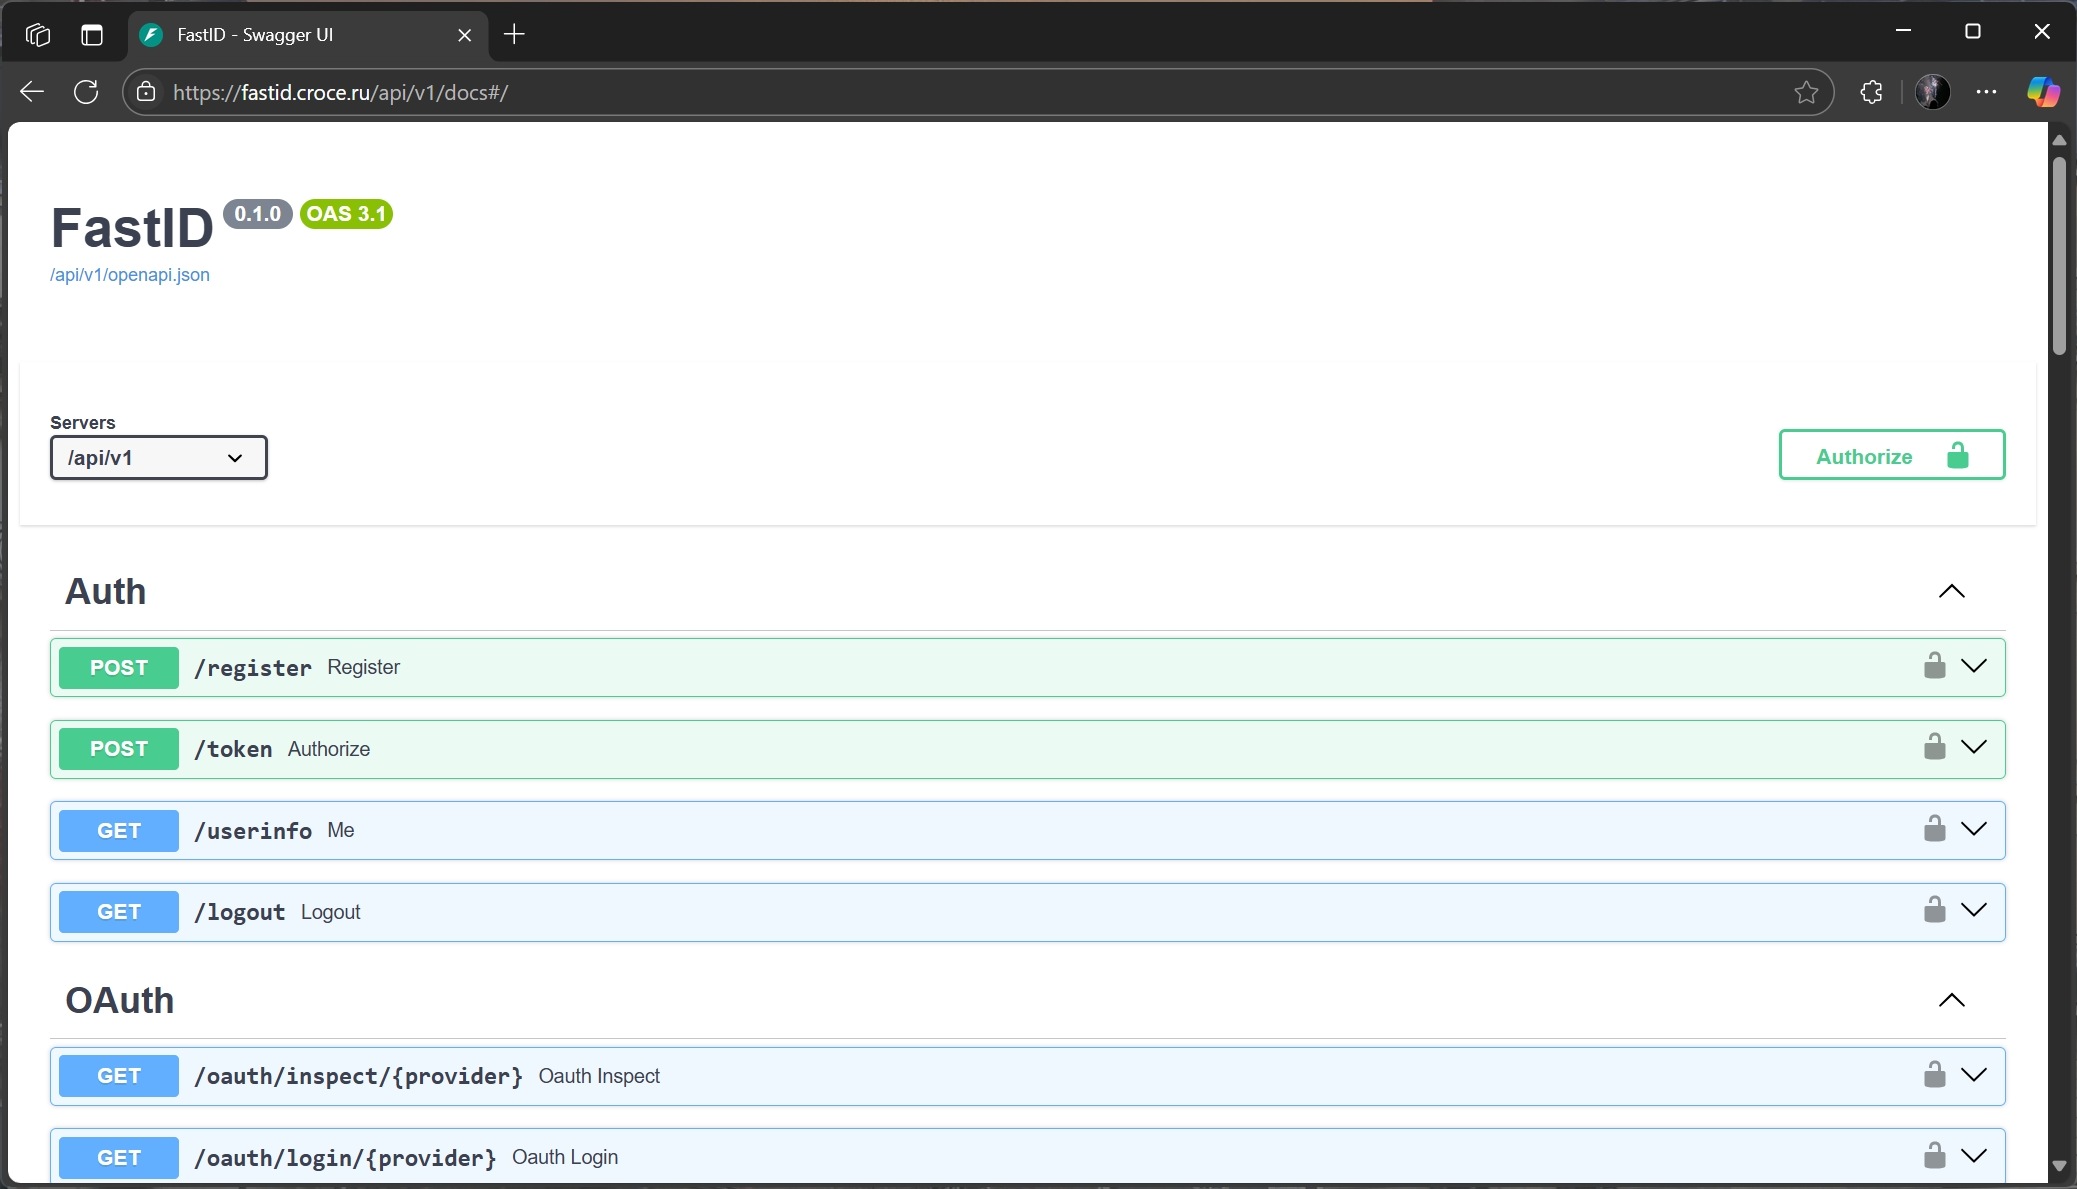 FastID - Swagger UI
https://fastid.croce.ru/api/v1/docs#/
FastID 0.1.0 OAS 3.1
/api/v1/openapi.json
Servers
/api/v1
Authorize
Auth
POST /register Register
POST /token Authorize
GET /userinfo Me
GET /logout Logout
OAuth
GET /oauth/inspect/{provider} Oauth Inspect
GET /oauth/login/{provider} Oauth Login